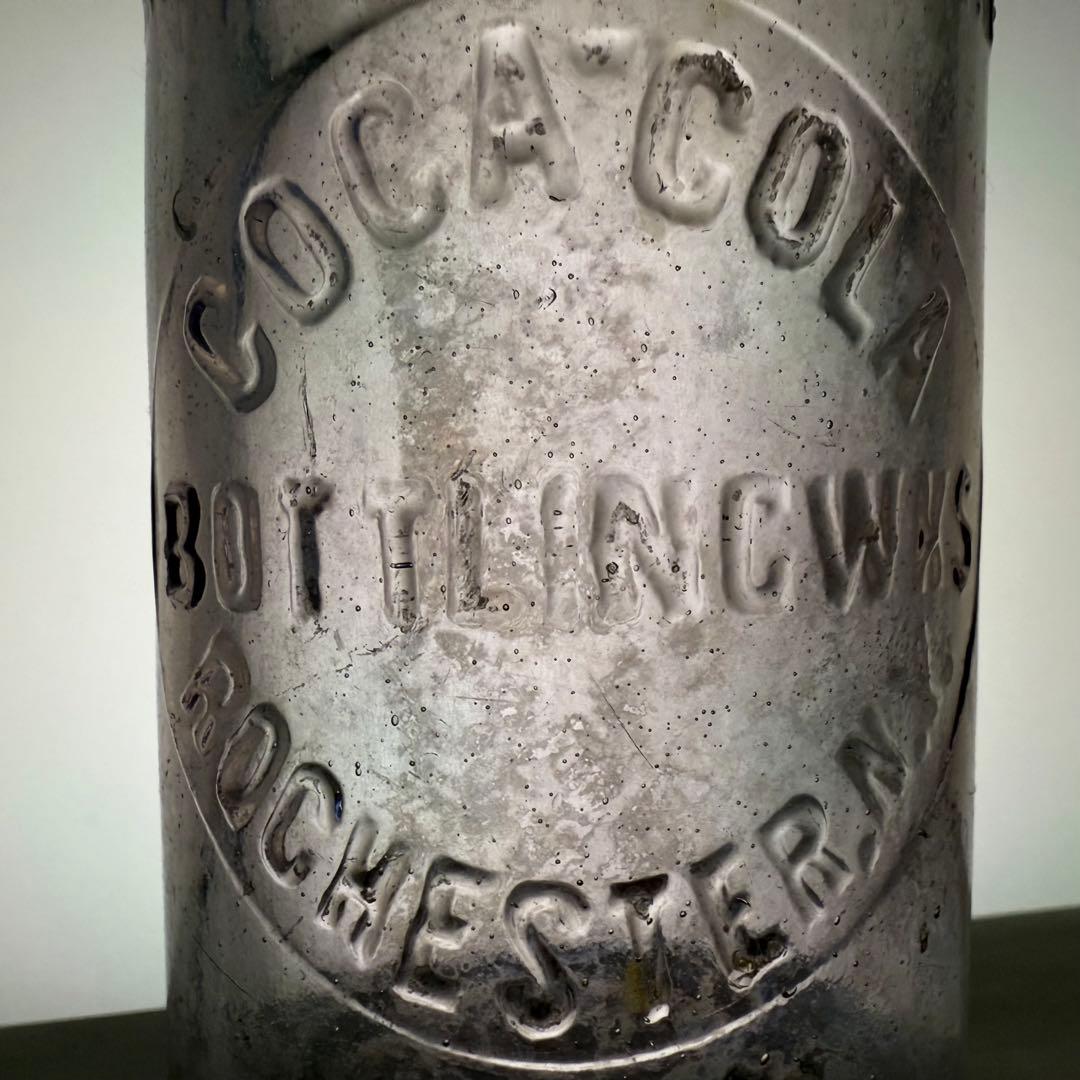 COCA-COLA
BOTTLING WKS
ROCHESTER, N.